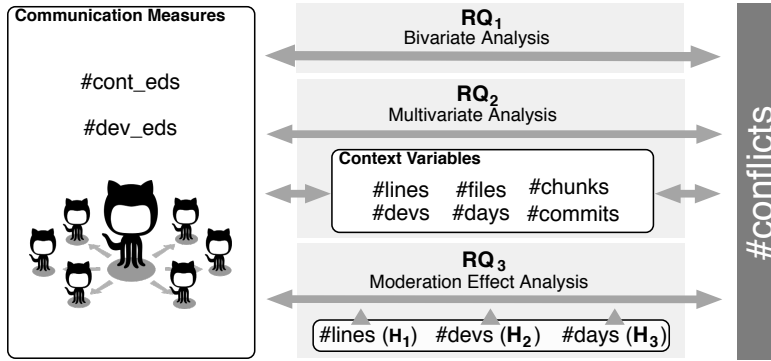 Communication Measures
#cont_eds
#dev_eds
RQ1
Bivariate Analysis
RQ2
Multivariate Analysis
Context Variables
#lines #files #chunks
#devs #days #commits
RQ3
Moderation Effect Analysis
#lines (H1) #devs (H2) #days (H3)
#conflicts